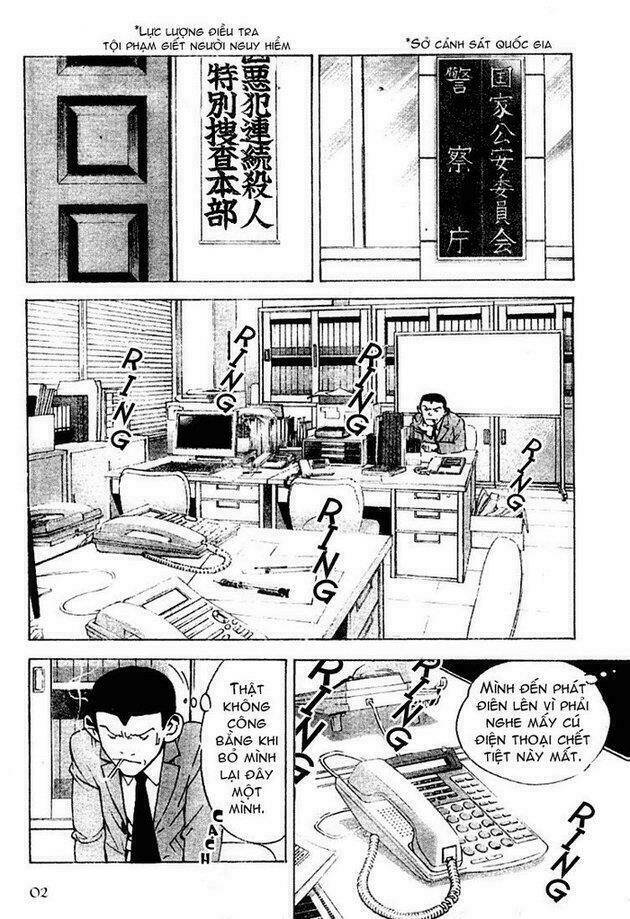 *Lực lượng điều tra
tội phạm giết người nguy hiểm
*Sở cảnh sát quốc gia
凶悪犯連続殺人
特別捜査本部
国家公安委員会
警察庁
RING
RING
RING
RING
RING
Thật
không
công
bằng khi
bỏ mình
lại đây
một
mình.
CẠCH
RING
RING
Mình đến phát
điên lên vì phải
nghe mấy cú
điện thoại chết
tiệt này mất.
RING
RING
02